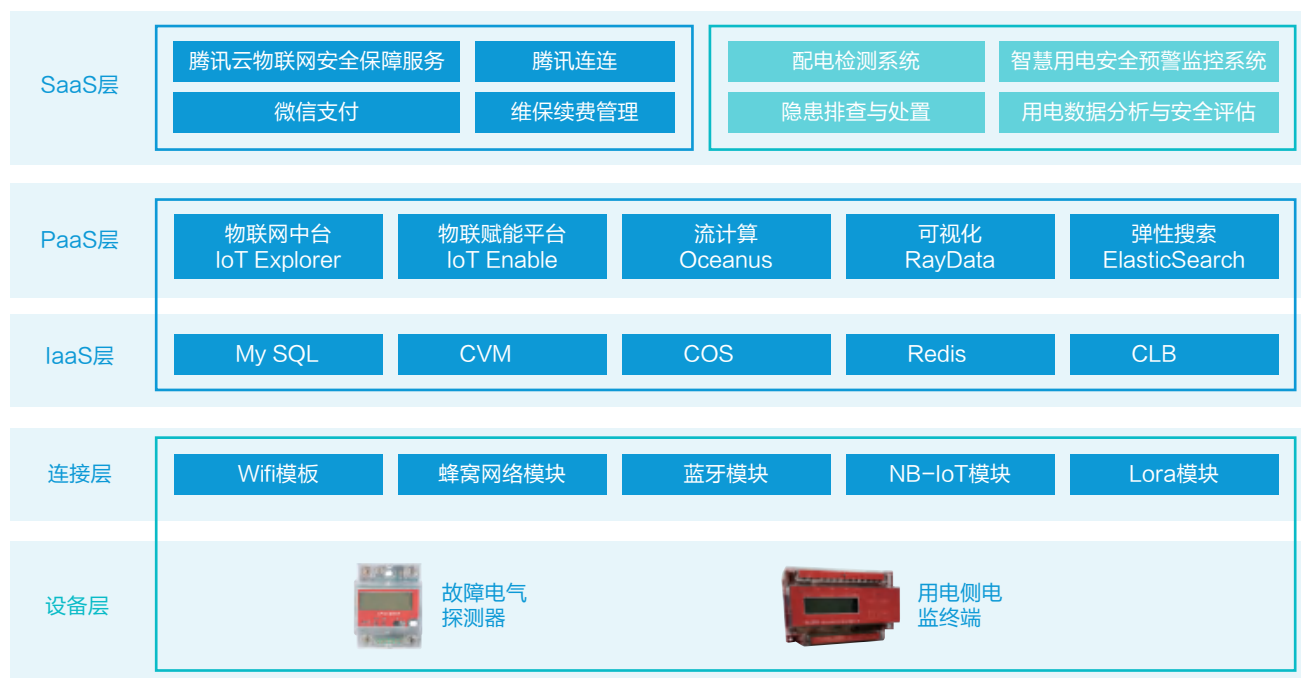 SaaS层
腾讯云物联网安全保障服务
腾讯连连
微信支付
维保续费管理
配电检测系统
智慧用电安全预警监控系统
隐患排查与处置
用电数据分析与安全评估
PaaS层
物联网中台
IoT Explorer
物联赋能平台
IoT Enable
流计算
Oceanus
可视化
RayData
弹性搜索
ElasticSearch
IaaS层
My SQL
CVM
COS
Redis
CLB
连接层
Wifi模板
蜂窝网络模块
蓝牙模块
NB-IoT模块
Lora模块
设备层
故障电气
探测器
用电侧电
监终端